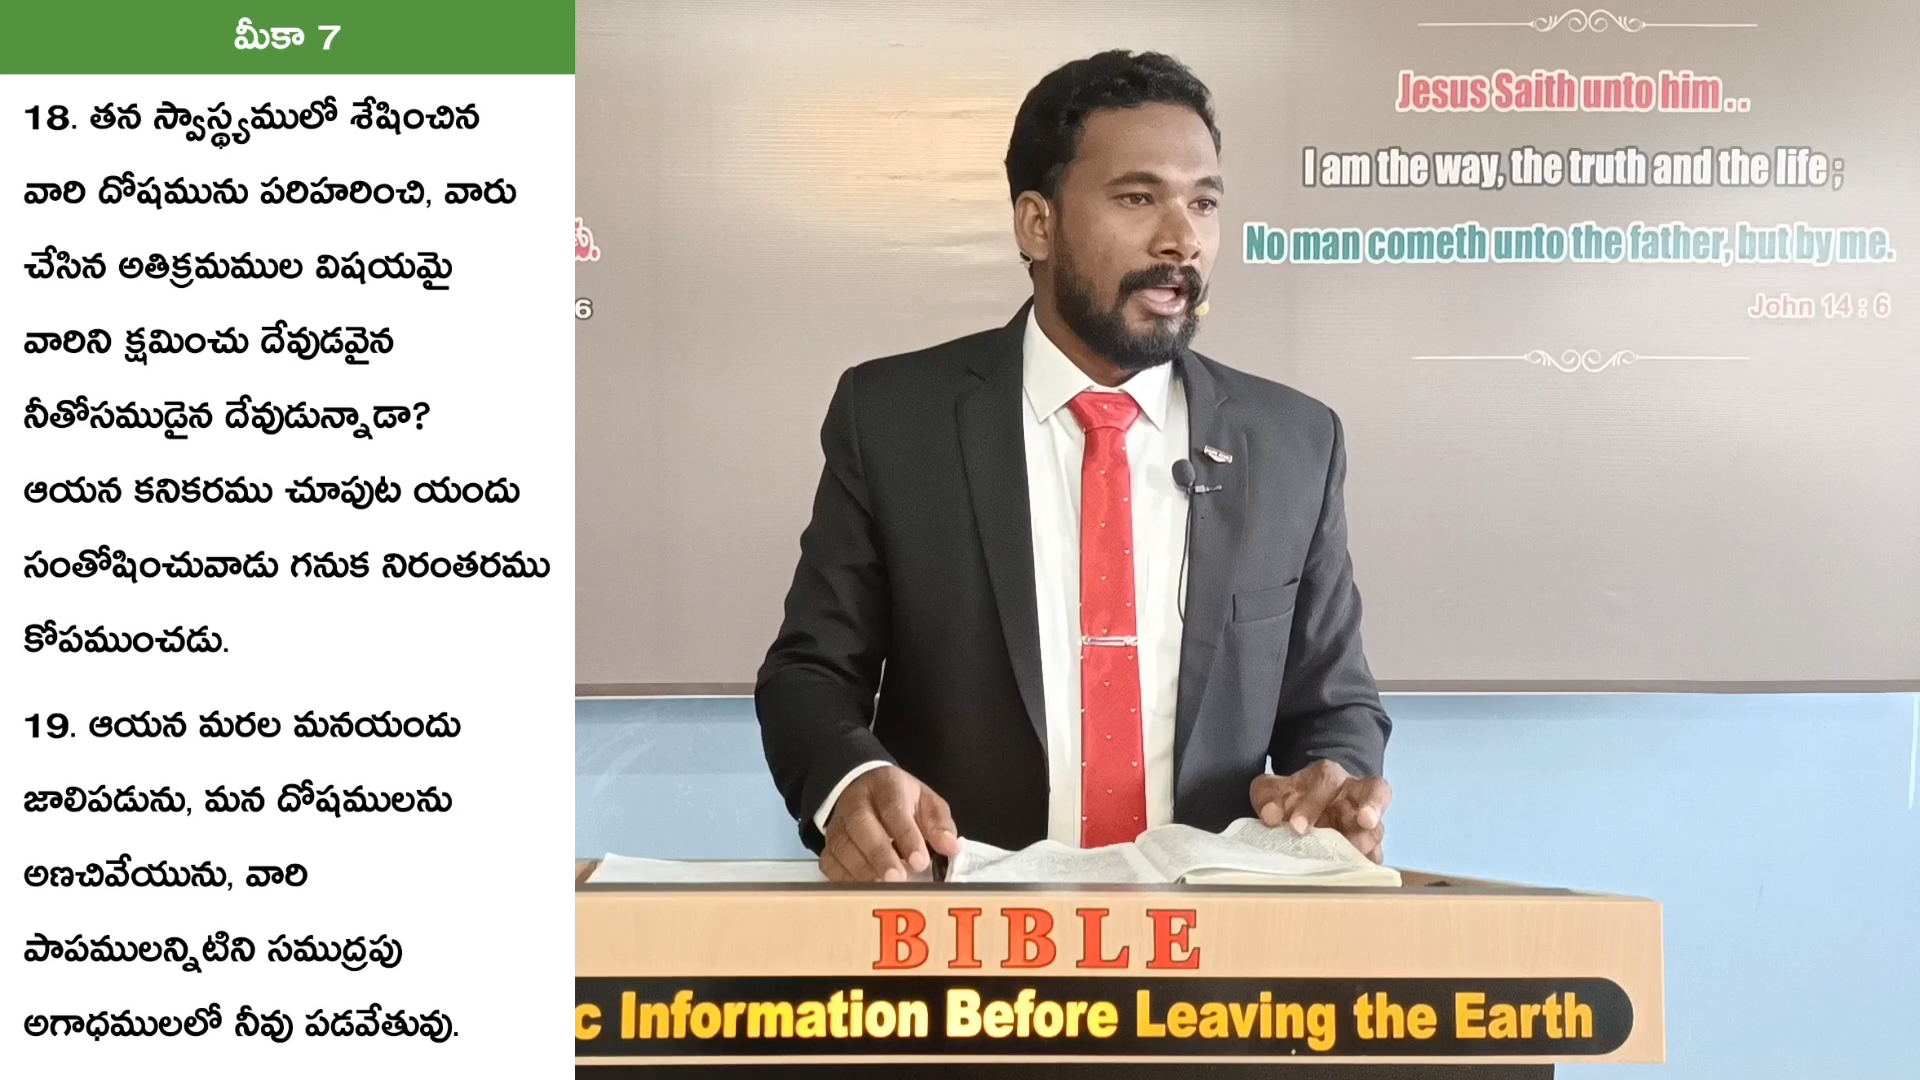 మీకా 7
18. తన స్వాస్థ్యములో శేషించిన
వారి దోషమును పరిహరించి, వారు
చేసిన అతిక్రమముల విషయమై
వారిని క్షమించు దేవుడవైన
నీతోసముడైన దేవుడున్నాడా?
ఆయన కనికరము చూపుట యందు
సంతోషించువాడు గనుక నిరంతరము
కోపముంచడు.
19. ఆయన మరల మనయందు
జాలిపడును, మన దోషములను
అణచివేయును, వారి
పాపములన్నిటిని సముద్రపు
అగాధములలో నీవు పడవేతువు.
6
Jesus Saith unto him . .
I am the way, the truth and the life ;
No man cometh unto the father, but by me.
John 14 : 6
BIBLE
c Information Before Leaving the Earth